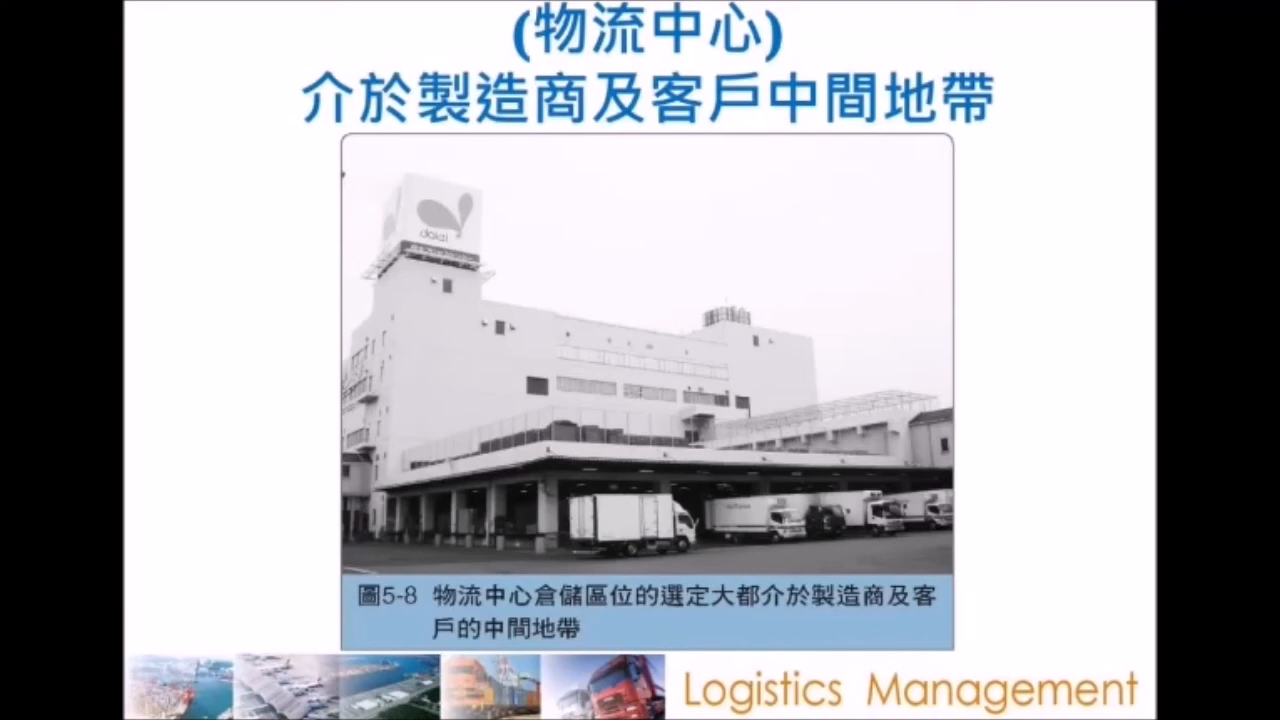 (物流中心)
介於製造商及客戶中間地帶
圖5-8 物流中心倉儲區位的選定大都介於製造商及客
戶的中間地帶
Logistics Management